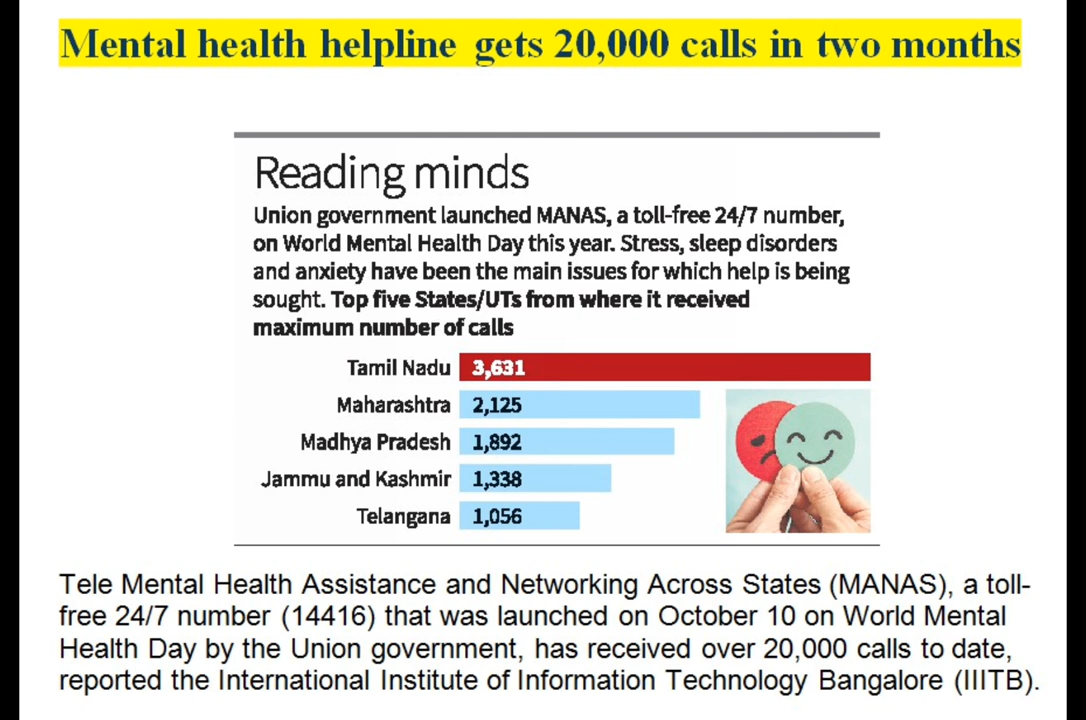 Mental health helpline gets 20,000 calls in two months
Reading minds
Union government launched MANAS, a toll-free 24/7 number,
on World Mental Health Day this year. Stress, sleep disorders
and anxiety have been the main issues for which help is being
sought. Top five States/UTs from where it received
maximum number of calls
Tamil Nadu 3,631
Maharashtra 2,125
Madhya Pradesh 1,892
Jammu and Kashmir 1,338
Telangana 1,056
Tele Mental Health Assistance and Networking Across States (MANAS), a toll-
free 24/7 number (14416) that was launched on October 10 on World Mental
Health Day by the Union government, has received over 20,000 calls to date,
reported the International Institute of Information Technology Bangalore (IIITB).